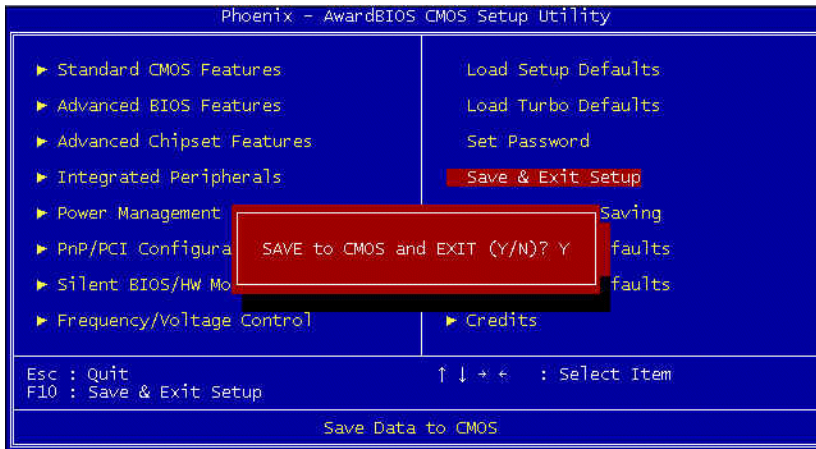 Phoenix - AwardBIOS CMOS Setup Utility
► Standard CMOS Features
► Advanced BIOS Features
► Advanced Chipset Features
► Integrated Peripherals
► Power Management
► PnP/PCI Configura
► Silent BIOS/HW Mo
► Frequency/Voltage Control
Load Setup Defaults
Load Turbo Defaults
Set Password
Save & Exit Setup
Saving
faults
faults
► Credits
SAVE to CMOS and EXIT (Y/N)? Y
Esc : Quit
F10 : Save & Exit Setup
↑ ↓ → ← : Select Item
Save Data to CMOS